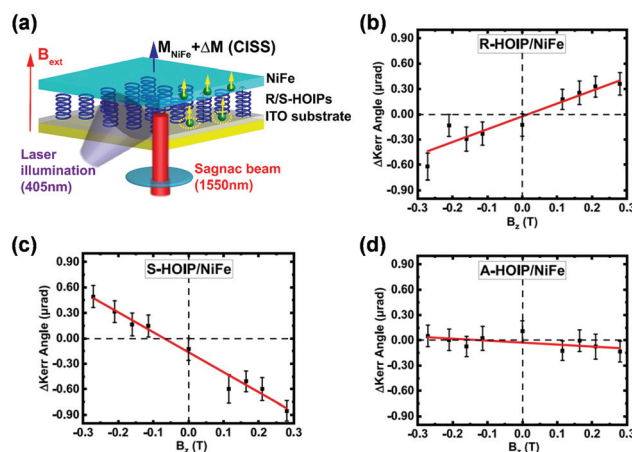 (a)
B_ext
M_NiFe+ΔM (CISS)
NiFe
R/S-HOIPs
ITO substrate
Laser
illumination
(405nm)
Sagnac beam
(1550nm)
(b)
R-HOIP/NiFe
ΔKerr Angle (μrad)
0.90
0.60
0.30
0.00
-0.30
-0.60
-0.90
-0.3 -0.2 -0.1 0.0 0.1 0.2 0.3
B_z (T)
(c)
S-HOIP/NiFe
ΔKerr Angle (μrad)
0.90
0.60
0.30
0.00
-0.30
-0.60
-0.90
-0.3 -0.2 -0.1 0.0 0.1 0.2 0.3
B_z (T)
(d)
A-HOIP/NiFe
ΔKerr Angle (μrad)
0.90
0.60
0.30
0.00
-0.30
-0.60
-0.90
-0.3 -0.2 -0.1 0.0 0.1 0.2 0.3
B_z (T)